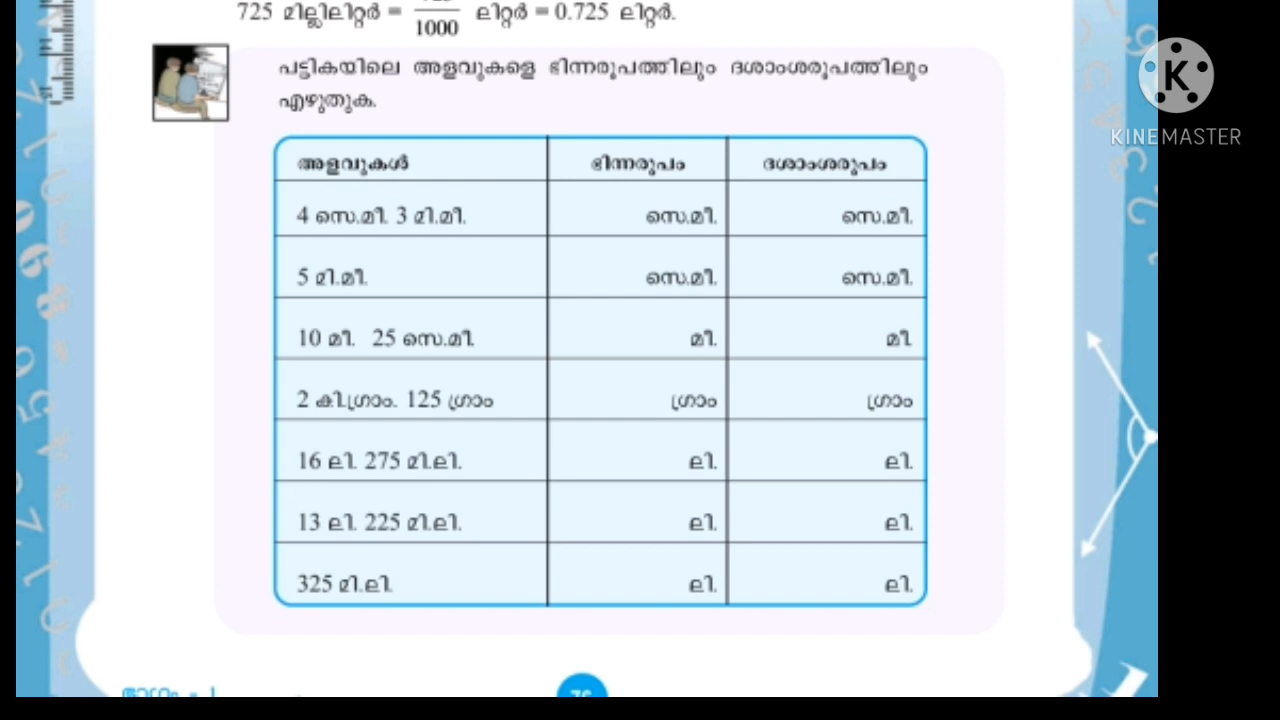 725 മില്ലിലിറ്റർ = 725/1000 ലിറ്റർ = 0.725 ലിറ്റർ.
പട്ടികയിലെ അളവുകളെ ഭിന്നരൂപത്തിലും ദശാംശരൂപത്തിലും
എഴുതുക.
KINEMASTER
അളവുകൾ ഭിന്നരൂപം ദശാംശരൂപം
4 സെ.മീ. 3 മി.മീ. സെ.മീ. സെ.മീ.
5 മി.മീ. സെ.മീ. സെ.മീ.
10 മീ. 25 സെ.മീ. മീ. മീ.
2 കി.ഗ്രാം. 125 ഗ്രാം ഗ്രാം ഗ്രാം
16 ലി. 275 മി.ലി. ലി. ലി.
13 ലി. 225 മി.ലി. ലി. ലി.
325 മി.ലി. ലി. ലി.